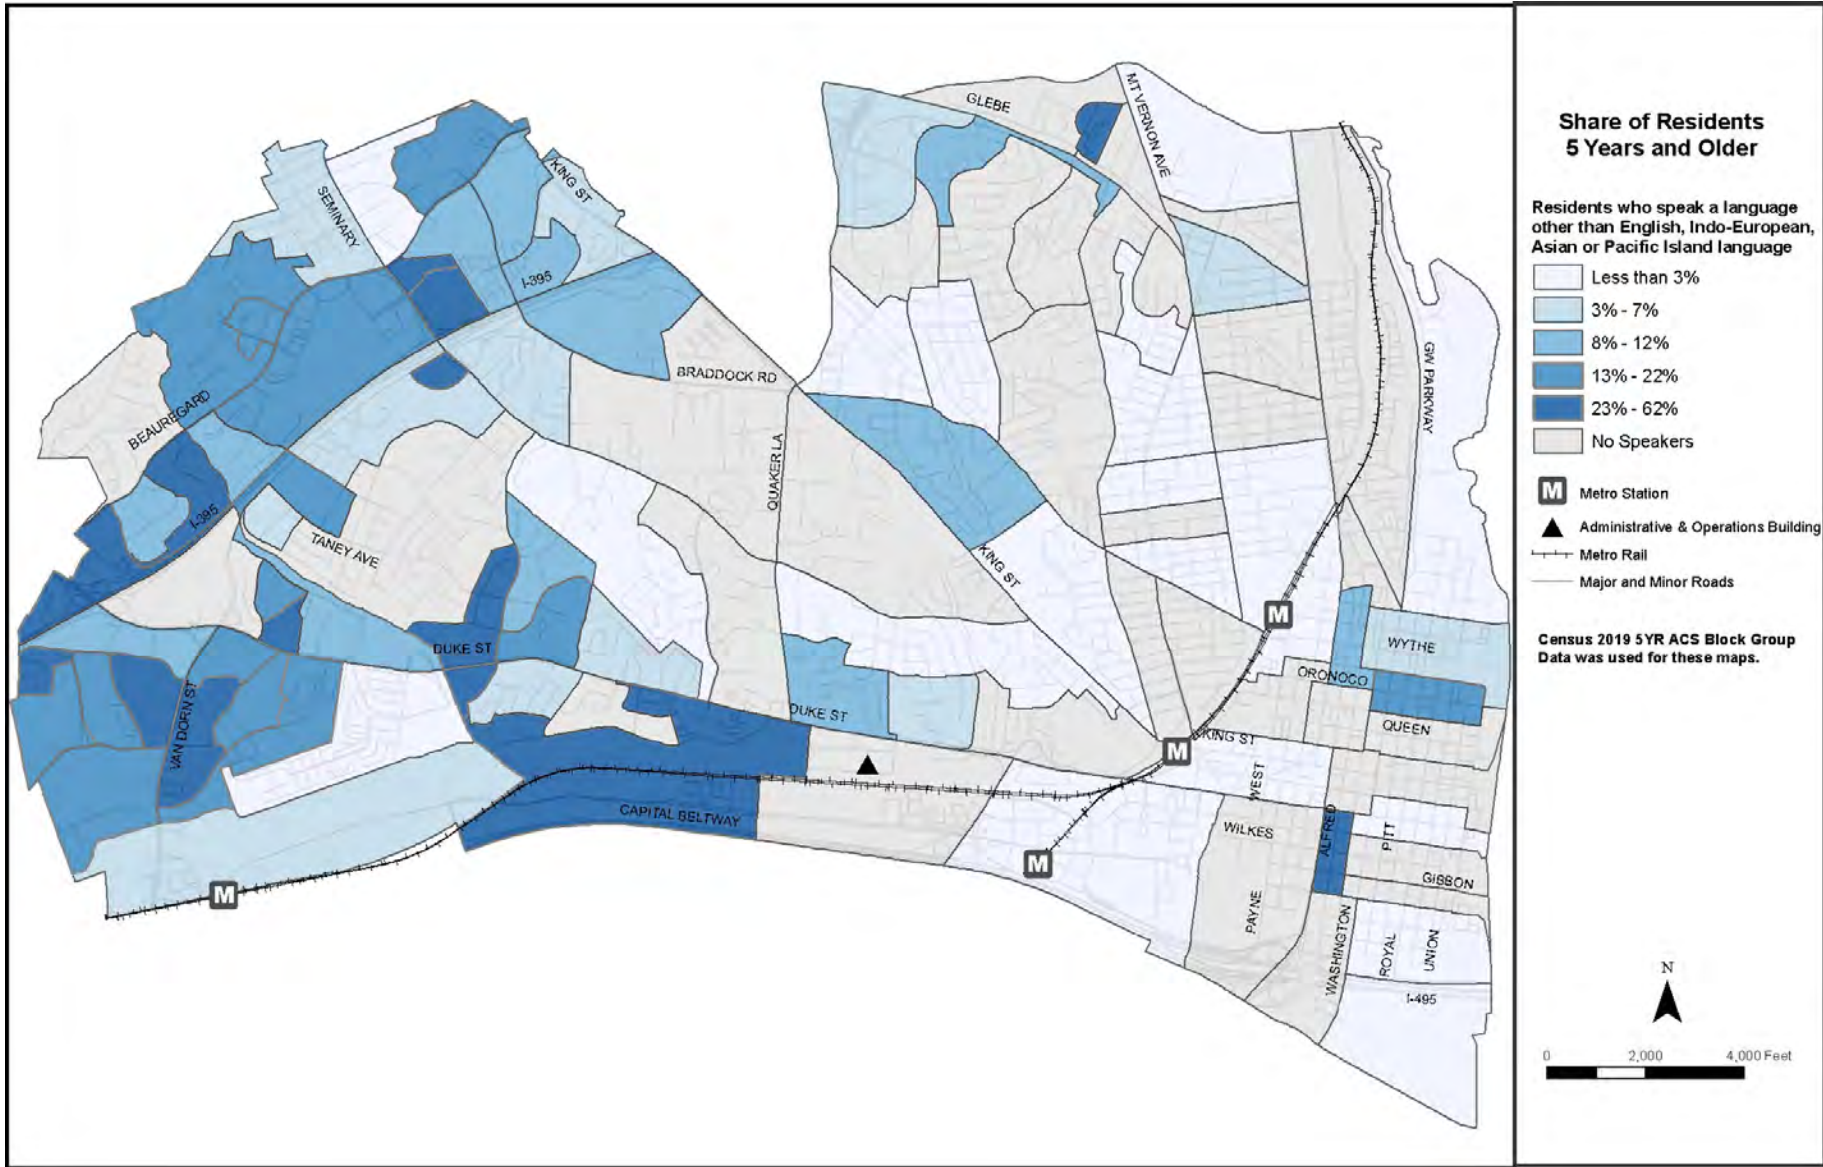 GLEBE
MT VERNON AVE
KING ST
SEMINARY
I-395
BRADDOCK RD
BEAUREGARD
QUAKER LA
GW PARKWAY
I-395
TANEY AVE
KING ST
M
DUKE ST
WYTHE
ORONOCO
VAN DORN ST
DUKE ST
QUEEN
KING ST
M
WEST
CAPITAL BELTWAY
WILKES
ALFRED
PITT
M
GIBBON
M
PAYNE
WASHINGTON
ROYAL
UNION
I-495
Share of Residents
5 Years and Older
Residents who speak a language
other than English, Indo-European,
Asian or Pacific Island language
Less than 3%
3% - 7%
8% - 12%
13% - 22%
23% - 62%
No Speakers
M Metro Station
Administrative & Operations Building
Metro Rail
Major and Minor Roads
Census 2019 5YR ACS Block Group
Data was used for these maps.
N
0 2,000 4,000 Feet